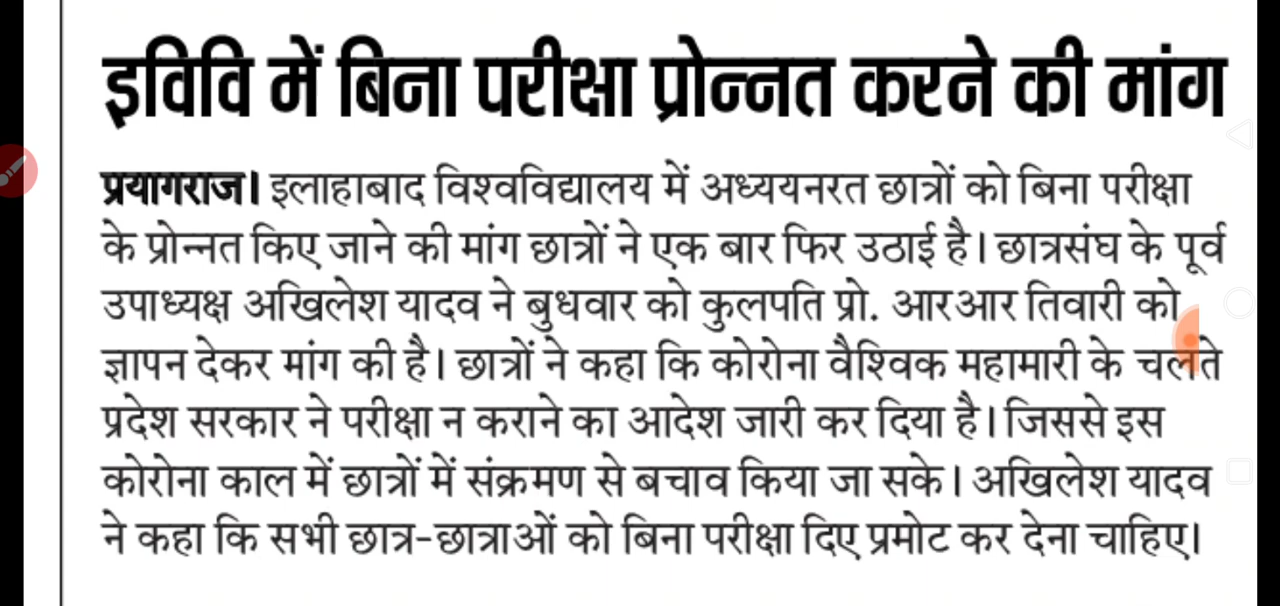 इविवि में बिना परीक्षा प्रोन्नत करने की मांग
प्रयागराज। इलाहाबाद विश्वविद्यालय में अध्ययनरत छात्रों को बिना परीक्षा
के प्रोन्नत किए जाने की मांग छात्रों ने एक बार फिर उठाई है। छात्रसंघ के पूर्व
उपाध्यक्ष अखिलेश यादव ने बुधवार को कुलपति प्रो. आरआर तिवारी को
ज्ञापन देकर मांग की है। छात्रों ने कहा कि कोरोना वैश्विक महामारी के चलते
प्रदेश सरकार ने परीक्षा न कराने का आदेश जारी कर दिया है। जिससे इस
कोरोना काल में छात्रों में संक्रमण से बचाव किया जा सके। अखिलेश यादव
ने कहा कि सभी छात्र-छात्राओं को बिना परीक्षा दिए प्रमोट कर देना चाहिए।